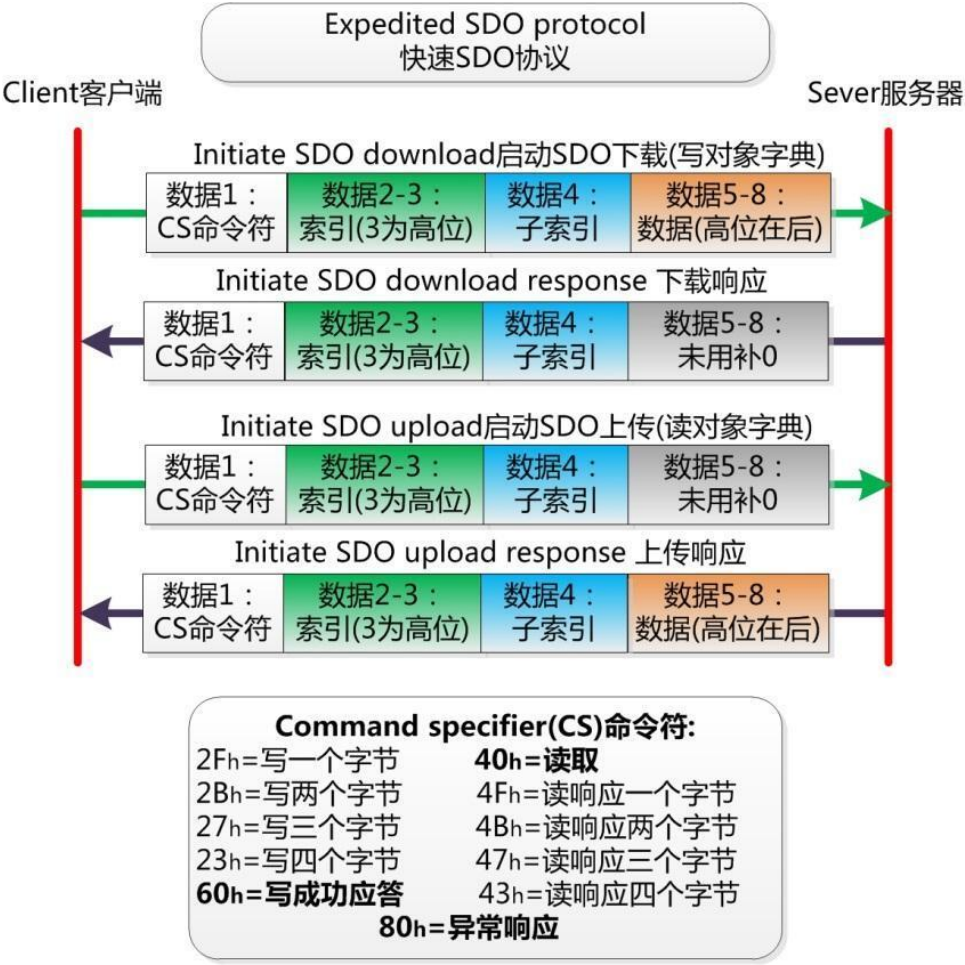 Expedited SDO protocol
快速SDO协议
Client客户端
Sever服务器
Initiate SDO download启动SDO下载(写对象字典)
数据1： 数据2-3： 数据4： 数据5-8：
CS命令符 索引(3为高位) 子索引 数据(高位在后)
Initiate SDO download response 下载响应
数据1： 数据2-3： 数据4： 数据5-8：
CS命令符 索引(3为高位) 子索引 未用补0
Initiate SDO upload启动SDO上传(读对象字典)
数据1： 数据2-3： 数据4： 数据5-8：
CS命令符 索引(3为高位) 子索引 未用补0
Initiate SDO upload response 上传响应
数据1： 数据2-3： 数据4： 数据5-8：
CS命令符 索引(3为高位) 子索引 数据(高位在后)
Command specifier(CS)命令符:
2Fh=写一个字节 40h=读取
2Bh=写两个字节 4Fh=读响应一个字节
27h=写三个字节 4Bh=读响应两个字节
23h=写四个字节 47h=读响应三个字节
60h=写成功应答 43h=读响应四个字节
80h=异常响应